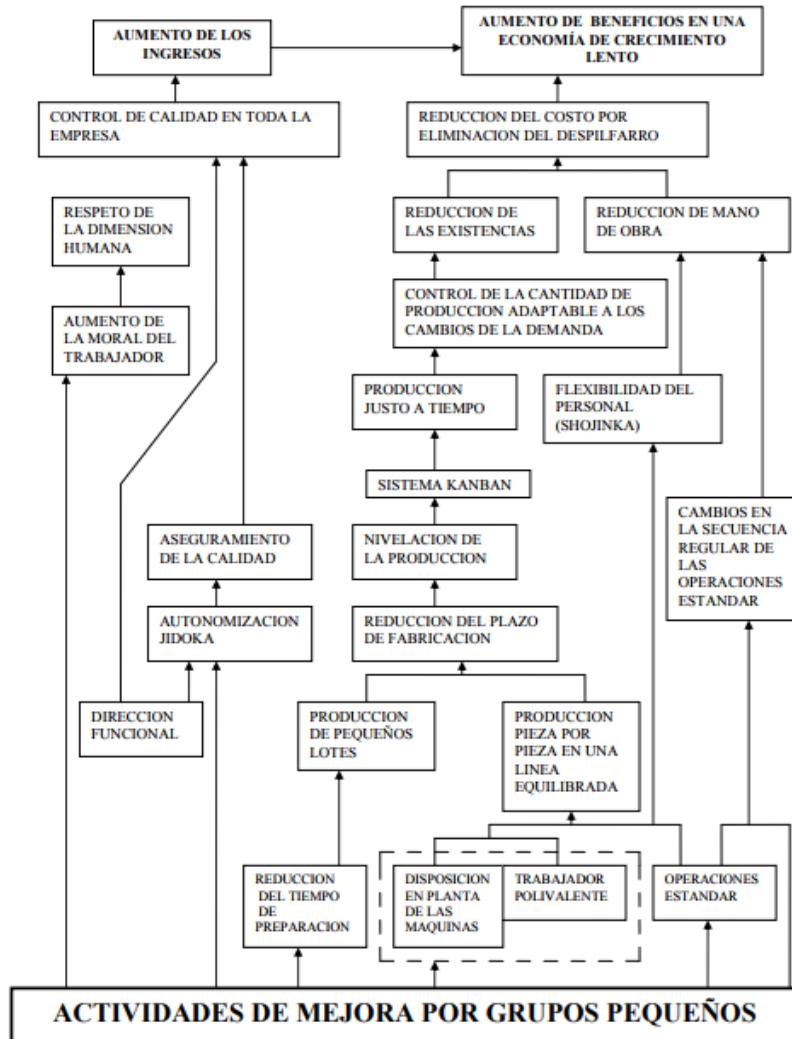 AUMENTO DE LOS
INGRESOS
AUMENTO DE BENEFICIOS EN UNA
ECONOMÍA DE CRECIMIENTO
LENTO
CONTROL DE CALIDAD EN TODA LA
EMPRESA
REDUCCION DEL COSTO POR
ELIMINACION DEL DESPILFARRO
RESPETO DE
LA DIMENSION
HUMANA
REDUCCION DE
LAS EXISTENCIAS
REDUCCION DE MANO
DE OBRA
AUMENTO DE
LA MORAL DEL
TRABAJADOR
CONTROL DE LA CANTIDAD DE
PRODUCCION ADAPTABLE A LOS
CAMBIOS DE LA DEMANDA
PRODUCCION
JUSTO A TIEMPO
FLEXIBILIDAD DEL
PERSONAL
(SHOJINKA)
SISTEMA KANBAN
CAMBIOS EN
LA SECUENCIA
REGULAR DE
LAS
OPERACIONES
ESTANDAR
ASEGURAMIENTO
DE LA CALIDAD
NIVELACION DE
LA PRODUCCION
AUTONOMIZACION
JIDOKA
REDUCCION DEL PLAZO
DE FABRICACION
DIRECCION
FUNCIONAL
PRODUCCION
DE PEQUEÑOS
LOTES
PRODUCCION
PIEZA POR
PIEZA EN UNA
LINEA
EQUILIBRADA
REDUCCION
DEL TIEMPO
DE
PREPARACION
DISPOSICION
EN PLANTA
DE LAS
MAQUINAS
TRABAJADOR
POLIVALENTE
OPERACIONES
ESTANDAR
ACTIVIDADES DE MEJORA POR GRUPOS PEQUEÑOS